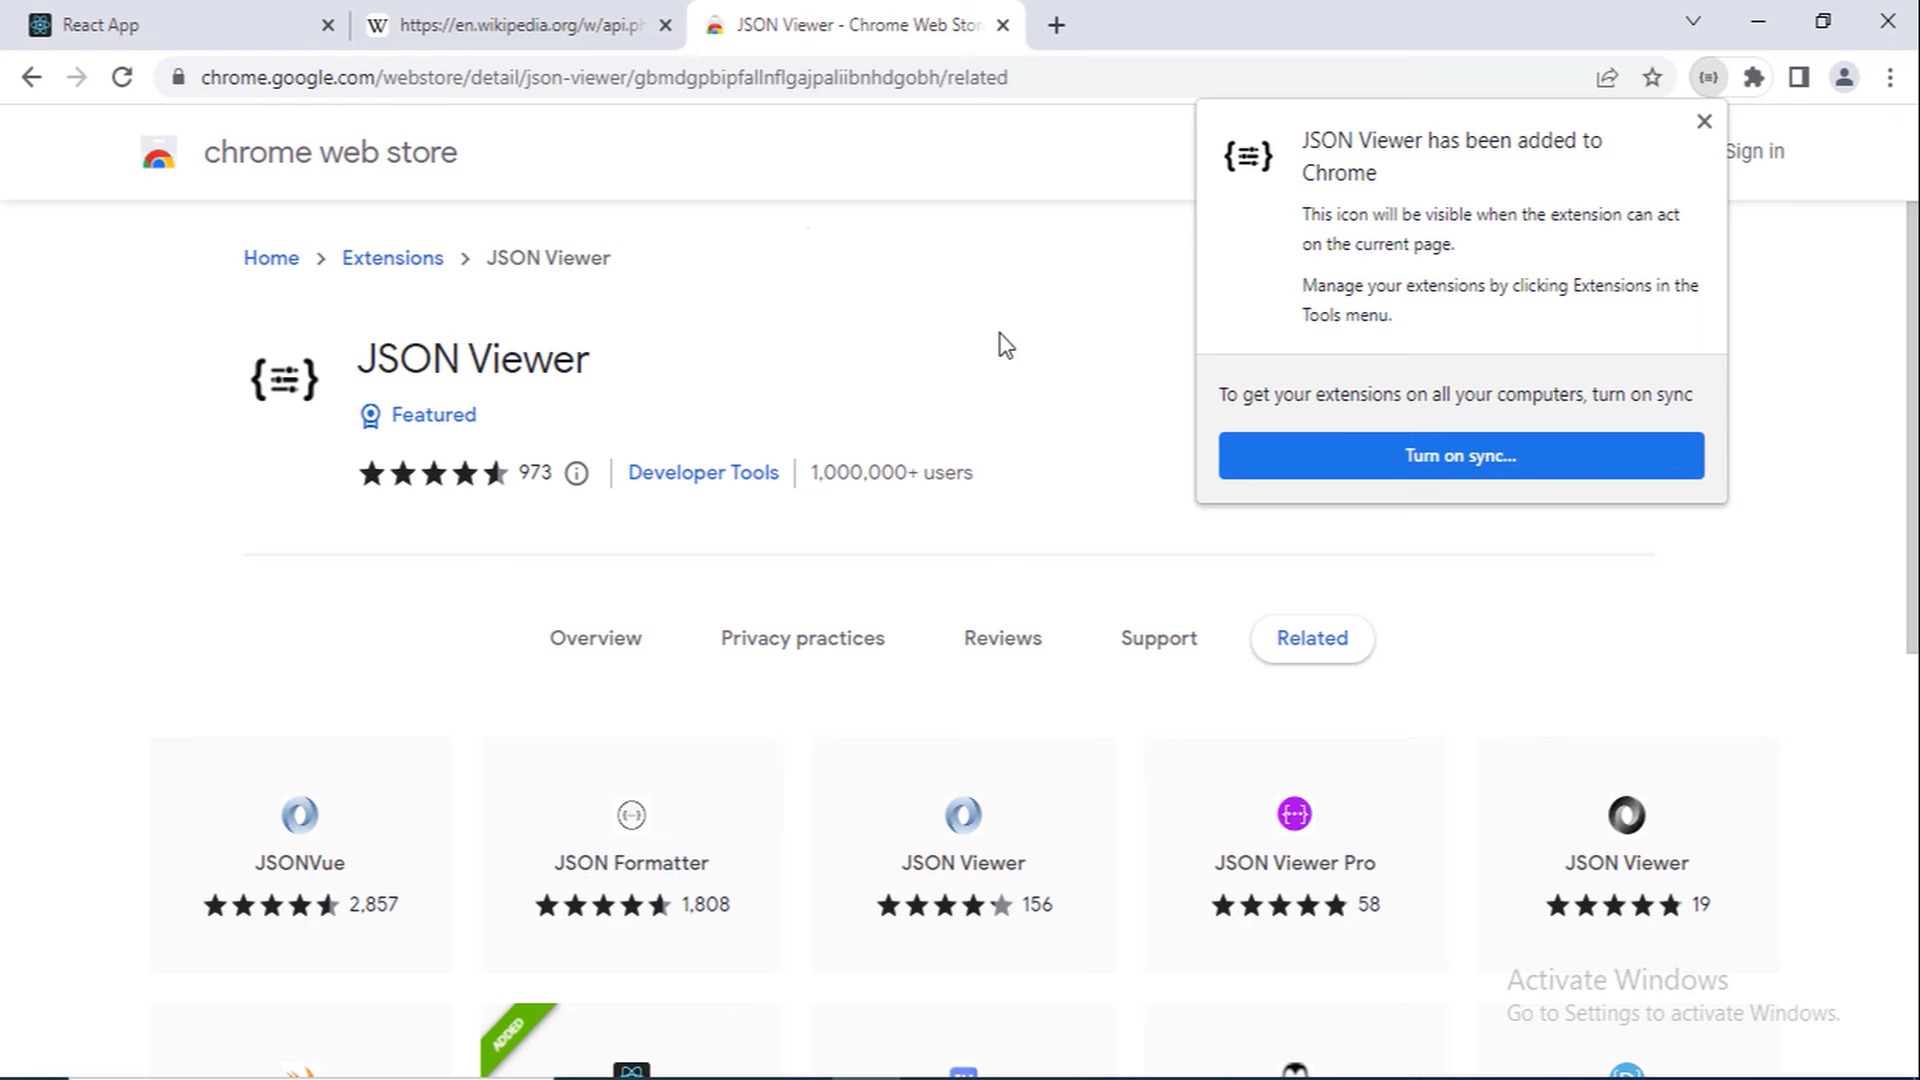 React App
https://en.wikipedia.org/w/api.ph
JSON Viewer - Chrome Web Stor
chrome.google.com/webstore/detail/json-viewer/gbmdgpbipfallnflgajpaliibnhdgobh/related
chrome web store
Sign in
JSON Viewer has been added to
Chrome
This icon will be visible when the extension can act
on the current page.
Manage your extensions by clicking Extensions in the
Tools menu.
To get your extensions on all your computers, turn on sync
Turn on sync...
Home > Extensions > JSON Viewer
JSON Viewer
Featured
973
Developer Tools
1,000,000+ users
Overview
Privacy practices
Reviews
Support
Related
JSONVue
2,857
JSON Formatter
1,808
JSON Viewer
156
JSON Viewer Pro
58
JSON Viewer
19
ADDED
Activate Windows
Go to Settings to activate Windows.